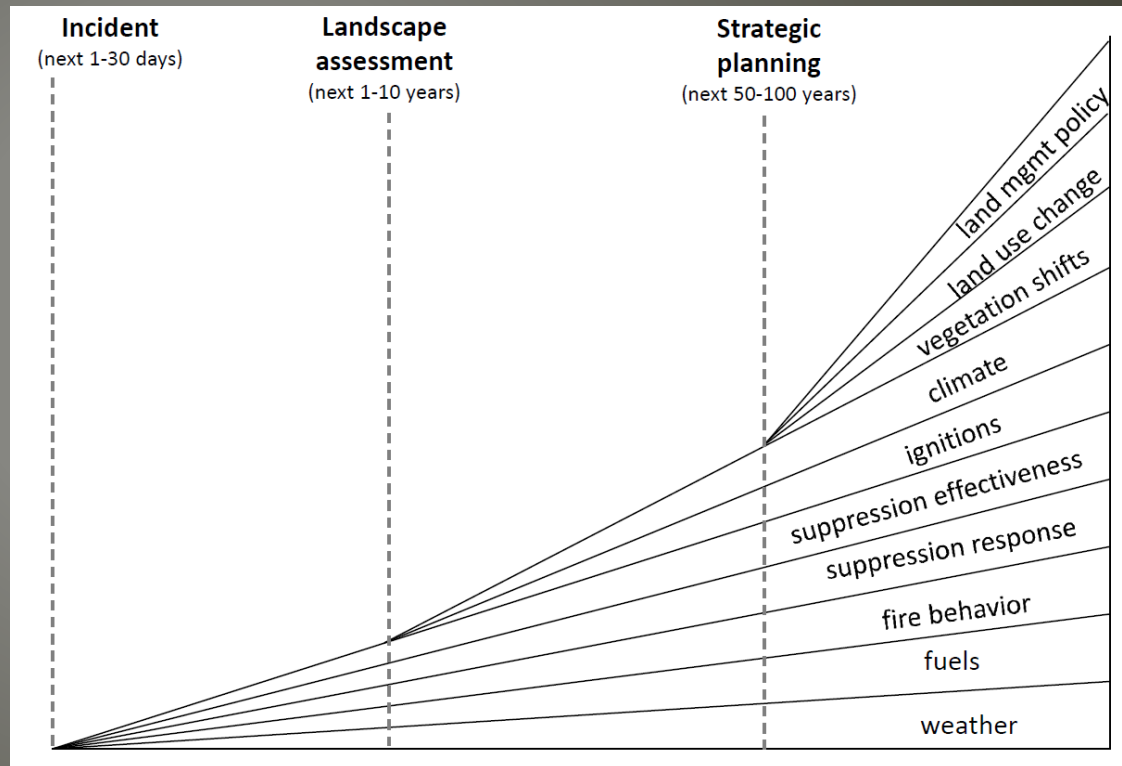 Incident
(next 1-30 days)
Landscape
assessment
(next 1-10 years)
Strategic
planning
(next 50-100 years)
land mgmt policy
land use change
vegetation shifts
climate
ignitions
suppression effectiveness
suppression response
fire behavior
fuels
weather